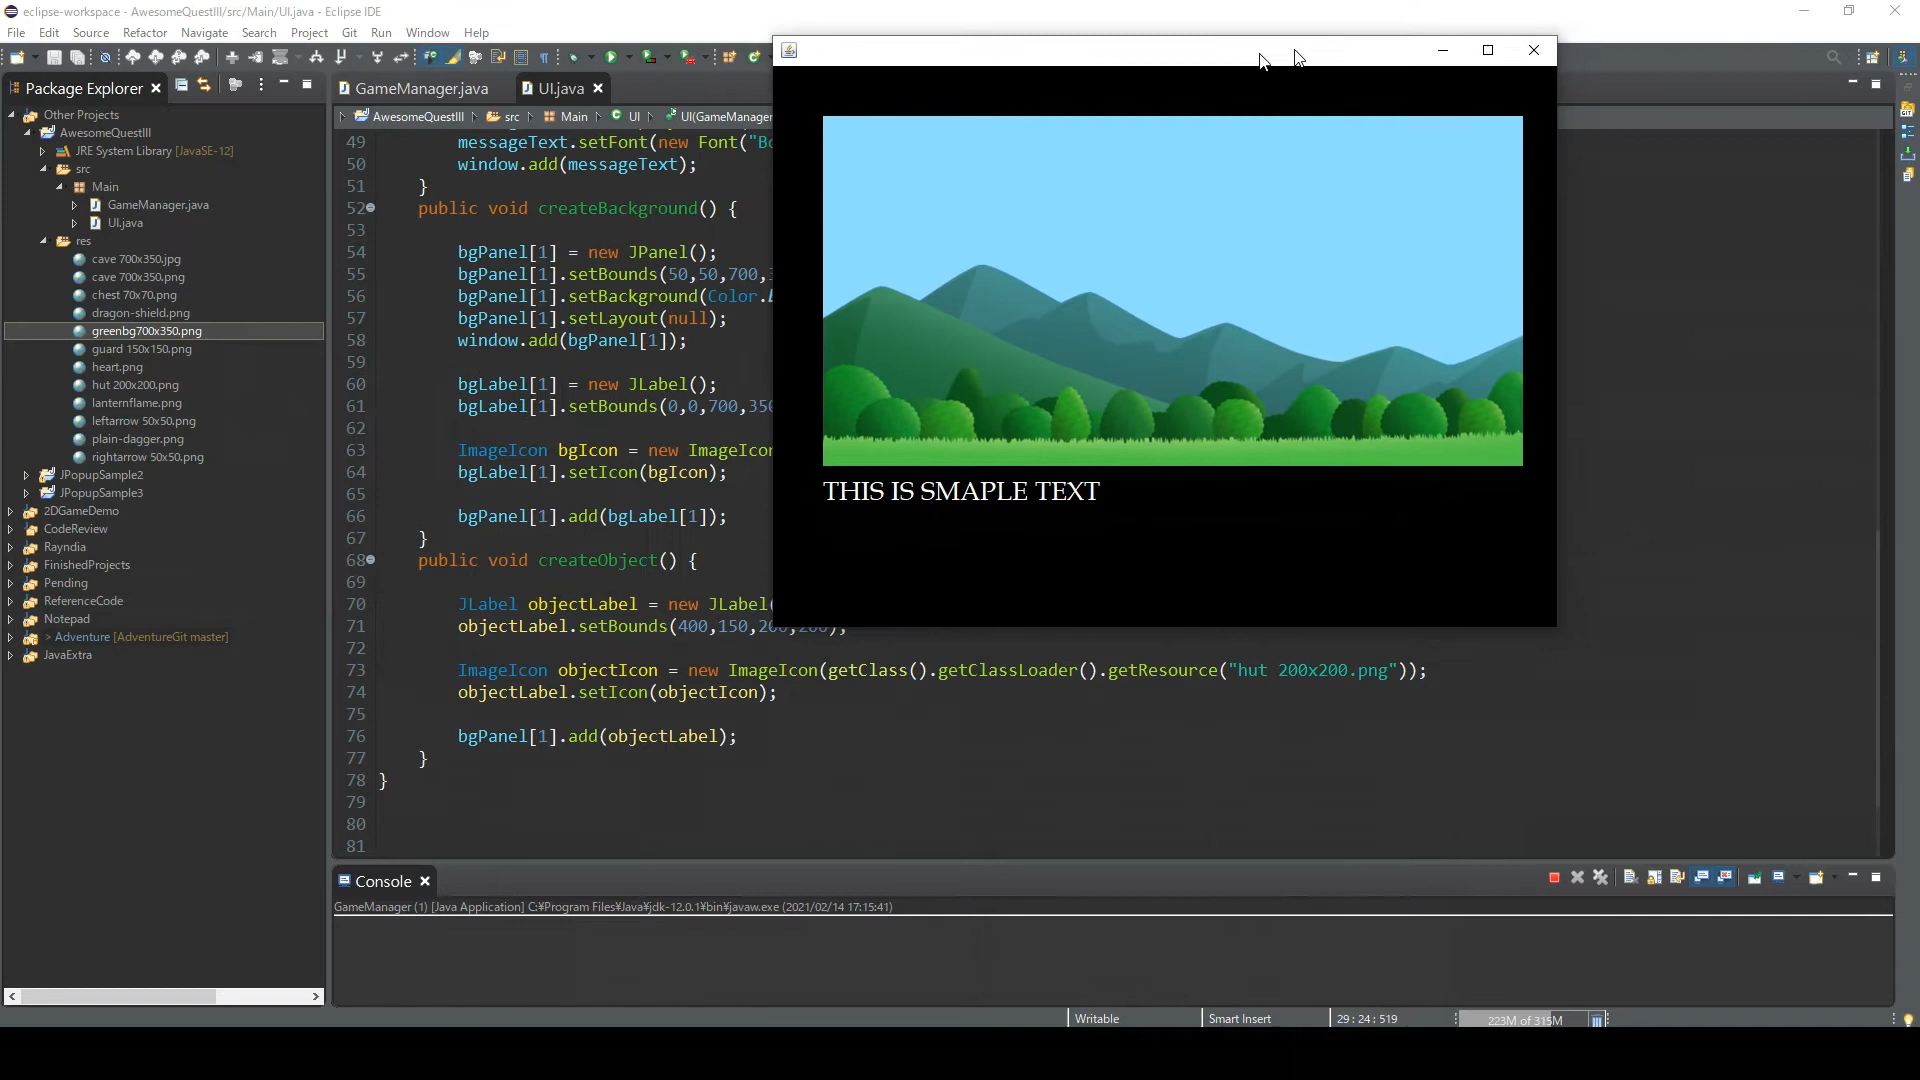 eclipse-workspace - AwesomeQuestIII/src/Main/UI.java - Eclipse IDE
File Edit Source Refactor Navigate Search Project Git Run Window Help
Package Explorer
Other Projects
AwesomeQuestIII
JRE System Library [JavaSE-12]
src
Main
GameManager.java
UI.java
res
cave 700x350.jpg
cave 700x350.png
chest 70x70.png
dragon-shield.png
greenbg700x350.png
guard 150x150.png
heart.png
hut 200x200.png
lanternflame.png
leftarrow 50x50.png
plain-dagger.png
rightarrow 50x50.png
JPopupSample2
JPopupSample3
2DGameDemo
CodeReview
Rayndia
FinishedProjects
Pending
ReferenceCode
Notepad
> Adventure [AdventureGit master]
JavaExtra
GameManager.java UI.java
AwesomeQuestIII src Main UI UI(GameManager
49 messageText.setFont(new Font("Bo
50 window.add(messageText);
51 }
52 public void createBackground() {
53
54 bgPanel[1] = new JPanel();
55 bgPanel[1].setBounds(50,50,700,
56 bgPanel[1].setBackground(Color.
57 bgPanel[1].setLayout(null);
58 window.add(bgPanel[1]);
59
60 bgLabel[1] = new JLabel();
61 bgLabel[1].setBounds(0,0,700,350
62
63 ImageIcon bgIcon = new ImageIcon
64 bgLabel[1].setIcon(bgIcon);
65
66 bgPanel[1].add(bgLabel[1]);
67 }
68 public void createObject() {
69
70 JLabel objectLabel = new JLabel(
71 objectLabel.setBounds(400,150,200,200);
72
73 ImageIcon objectIcon = new ImageIcon(getClass().getClassLoader().getResource("hut 200x200.png"));
74 objectLabel.setIcon(objectIcon);
75
76 bgPanel[1].add(objectLabel);
77 }
78 }
79
80
81
THIS IS SMAPLE TEXT
Console
GameManager (1) [Java Application] C:¥Program Files¥Java¥jdk-12.0.1¥bin¥javaw.exe (2021/02/14 17:15:41)
Writable Smart Insert 29 : 24 : 519 223M of 315M